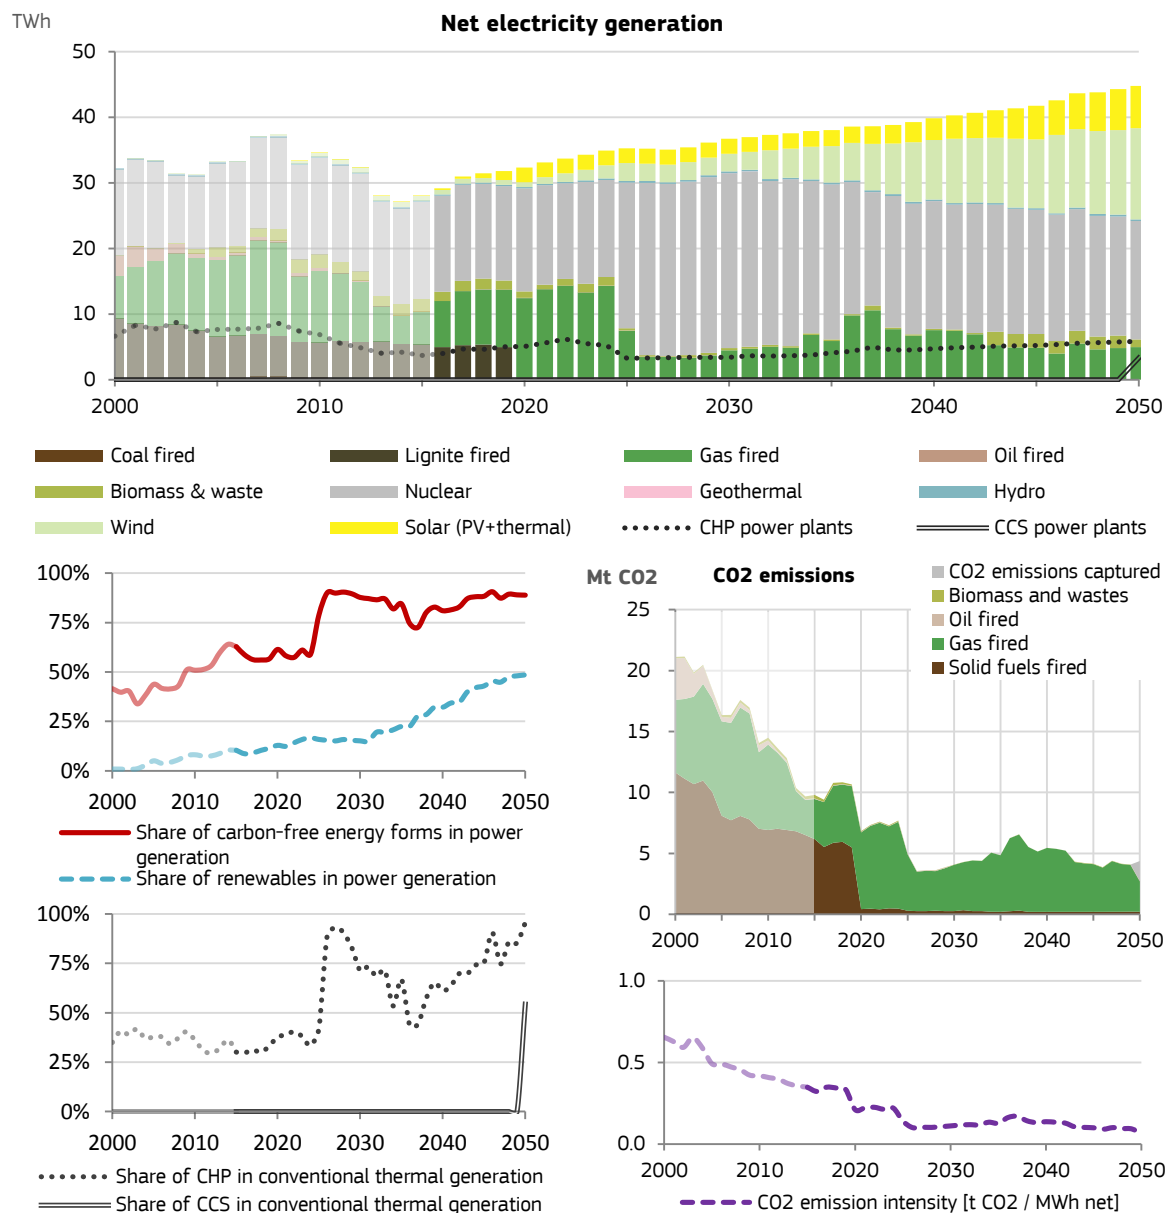 TWh
Net electricity generation
50
40
30
20
10
0
2000 2010 2020 2030 2040 2050
Coal fired Lignite fired Gas fired Oil fired
Biomass & waste Nuclear Geothermal Hydro
Wind Solar (PV+thermal) CHP power plants CCS power plants
100%
75%
50%
25%
0%
2000 2010 2020 2030 2040 2050
Share of carbon-free energy forms in power
generation
Share of renewables in power generation
Mt CO2
CO2 emissions
CO2 emissions captured
Biomass and wastes
Oil fired
Gas fired
Solid fuels fired
25
20
15
10
5
0
2000 2010 2020 2030 2040 2050
100%
75%
50%
25%
0%
2000 2010 2020 2030 2040 2050
Share of CHP in conventional thermal generation
Share of CCS in conventional thermal generation
1.0
0.5
0.0
2000 2010 2020 2030 2040 2050
CO2 emission intensity [t CO2 / MWh net]